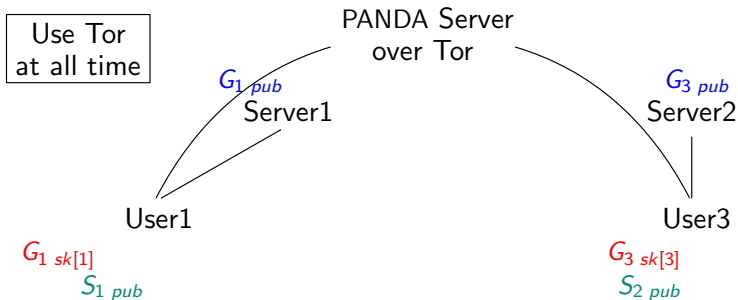 Use Tor
at all time
PANDA Server
over Tor
G1 pub
Server1
G3 pub
Server2
User1
User3
G1 sk[1]
S1 pub
G3 sk[3]
S2 pub